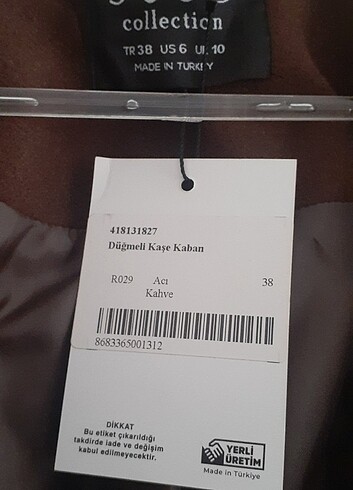 collection
TR 38 US 6 UK 10
MADE IN TURKEY
418131827
Düğmeli Kaşe Kaban
R029 Acı 38
Kahve
8683365001312
DİKKAT
Bu etiket çıkarıldığı
takdirde iade ve değişim
kabul edilmeyecektir.
YERLİ
ÜRETİM
Made in Türkiye